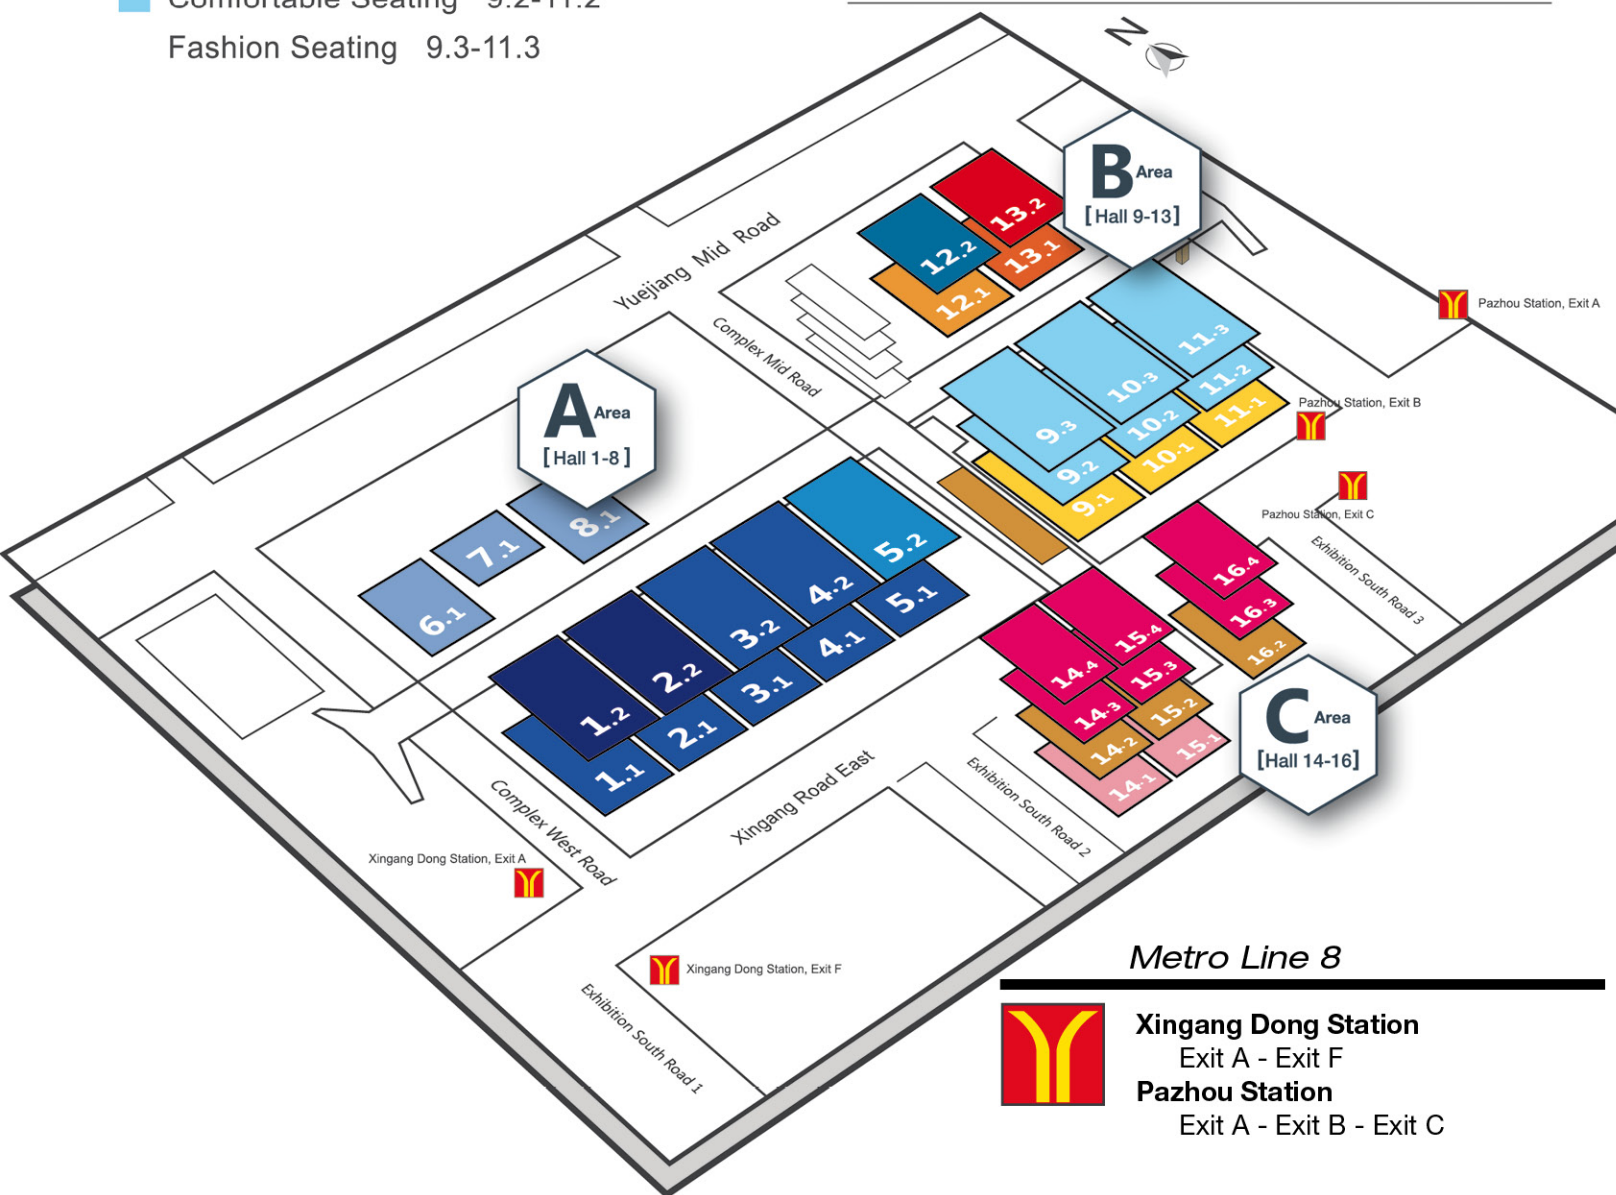 Comfortable Seating 9.2-11.2
Fashion Seating 9.3-11.3
N
B Area
[Hall 9-13]
13.2
13.1
12.2
12.1
Yuejiang Mid Road
Complex Mid Road
Pazhou Station, Exit A
11.3
11.2
11.1
10.3
10.2
10.1
9.3
9.2
9.1
Pazhou Station, Exit B
Pazhou Station, Exit C
Exhibition South Road 3
A Area
[Hall 1-8]
8.1
7.1
6.1
5.2
5.1
4.2
4.1
3.2
3.1
2.2
2.1
1.2
1.1
16.4
16.3
16.2
15.4
15.3
15.2
15.1
14.4
14.3
14.2
14.1
C Area
[Hall 14-16]
Xingang Road East
Exhibition South Road 2
Complex West Road
Xingang Dong Station, Exit A
Xingang Dong Station, Exit F
Exhibition South Road 1
Metro Line 8
Xingang Dong Station
Exit A - Exit F
Pazhou Station
Exit A - Exit B - Exit C